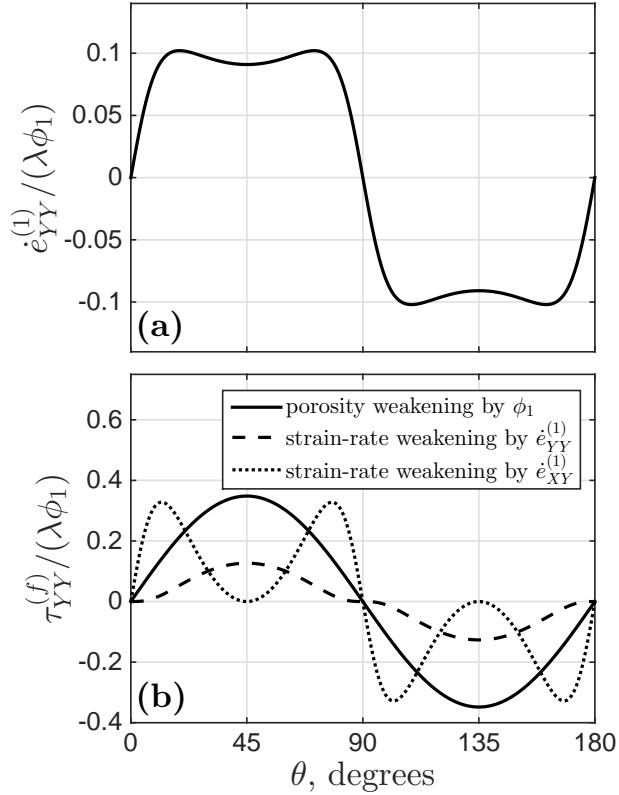 0.1
0.05
0
-0.05
-0.1
ė_{YY}^{(1)}/(λϕ_1)
(a)
0.6
0.4
0.2
0
-0.2
-0.4
τ_{YY}^{(f)}/(λϕ_1)
porosity weakening by ϕ_1
strain-rate weakening by ė_{YY}^{(1)}
strain-rate weakening by ė_{XY}^{(1)}
(b)
0 45 90 135 180
θ, degrees